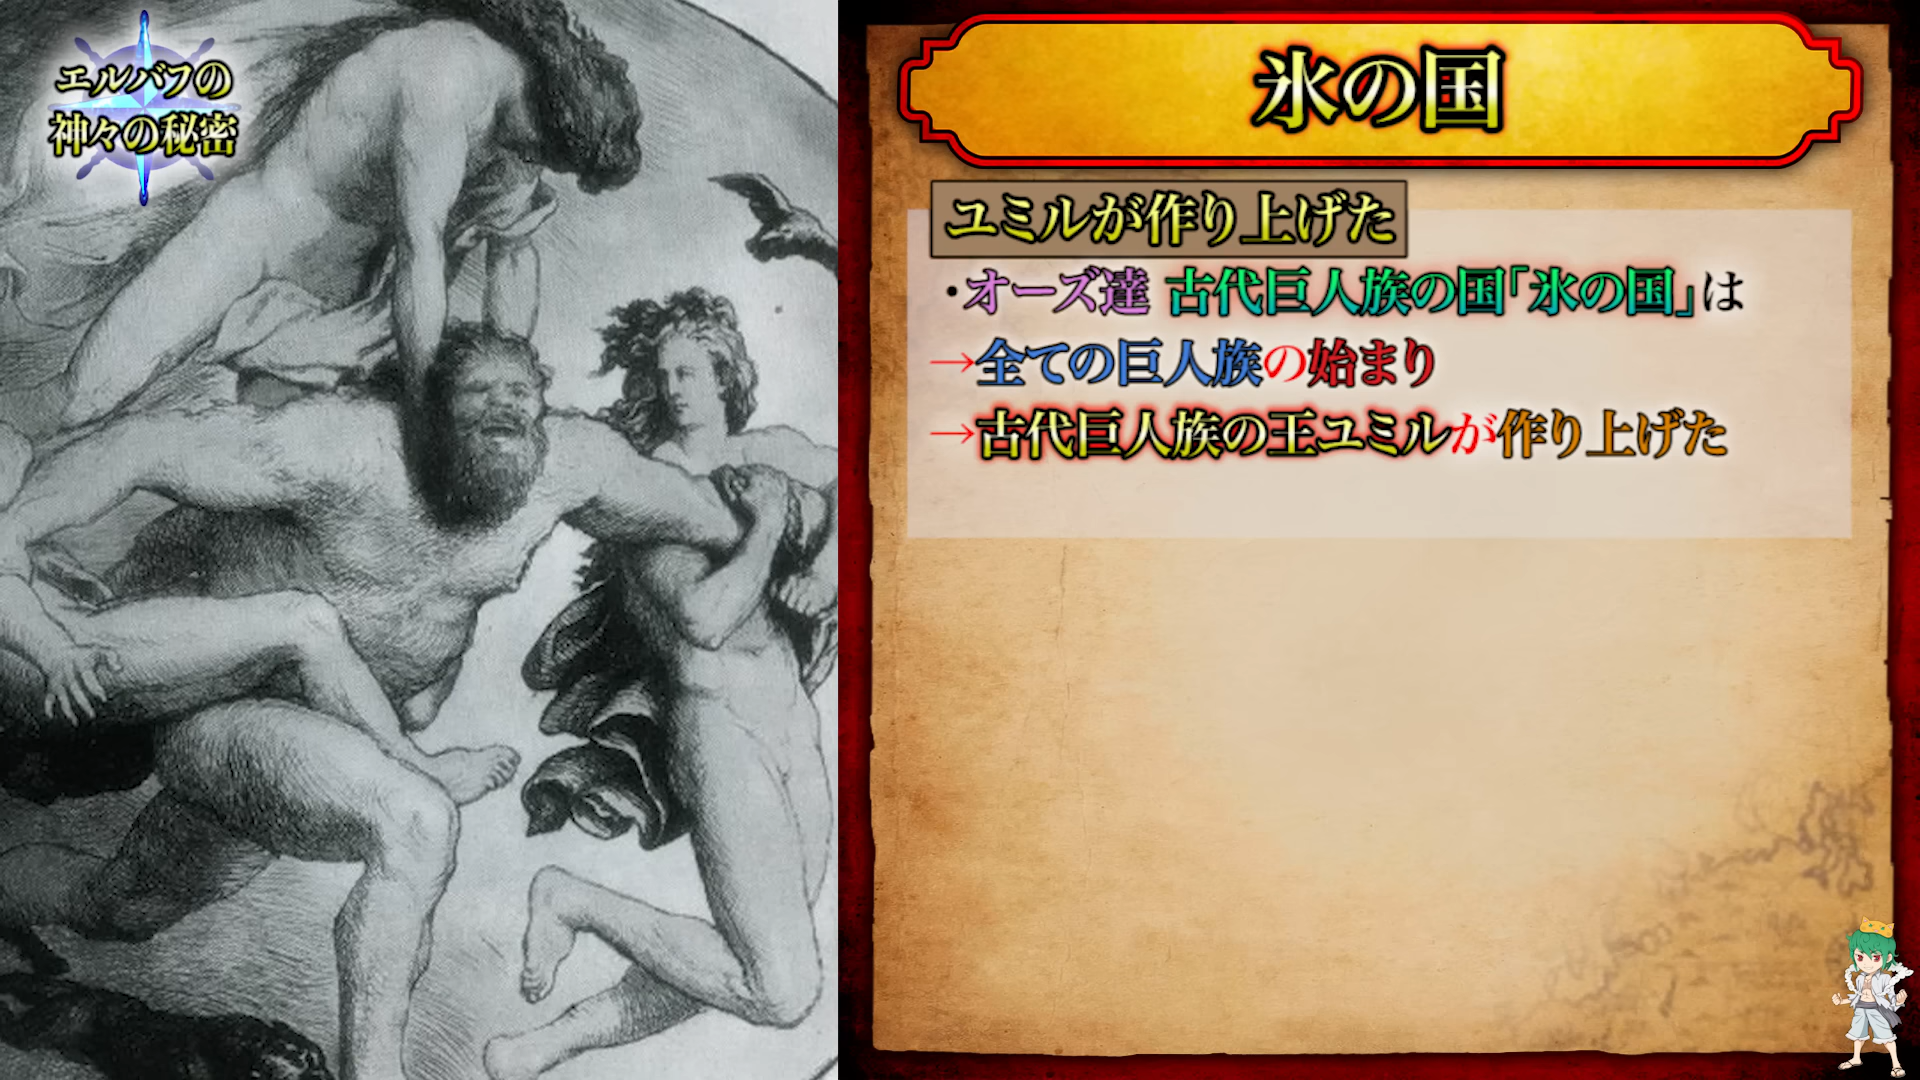 エルバフの
神々の秘密
氷の国
ユミルが作り上げた
・オーズ達 古代巨人族の国「氷の国」は
→全ての巨人族の始まり
→古代巨人族の王ユミルが作り上げた